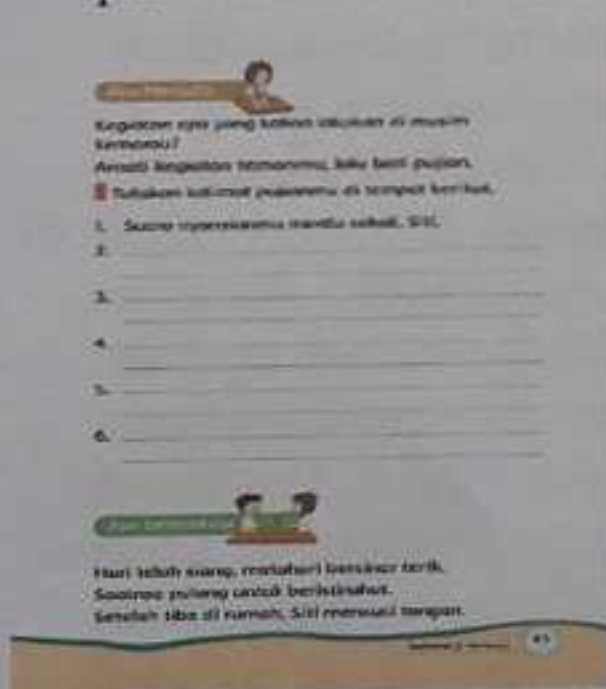 Kegiatan apa yang kalian lakukan di musim
kemarau?
Amati kegiatan temanmu, lalu beri pujian.
Tuliskan kalimat pujianmu di tempat berikut.
1. Suara nyanyianmu merdu sekali, Siti.
2.
3.
4.
5.
6.
Hari telah siang, matahari bersinar terik.
Saatnya pulang untuk beristirahat.
Setelah tiba di rumah, Siti mencuci tangan.